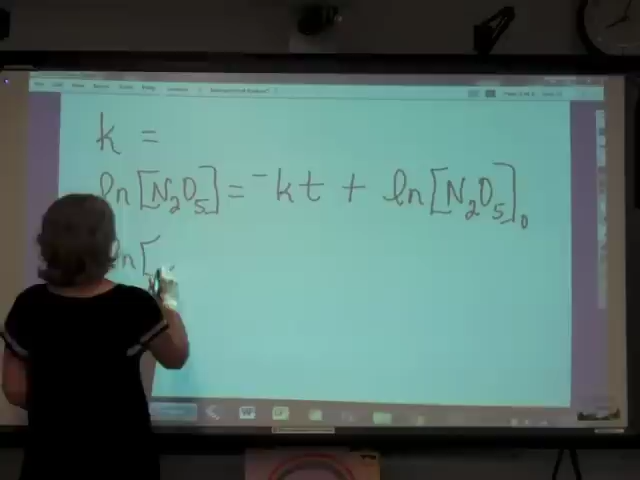 k =
ln[N₂O₅] = -kt + ln[N₂O₅]₀
ln[